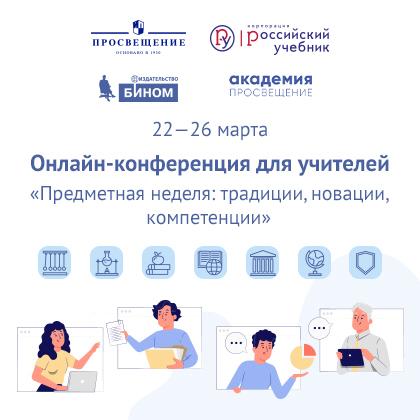 ПРОСВЕЩЕНИЕ
ОСНОВАНО В 1930
корпорация
российский
учебник
ИЗДАТЕЛЬСТВО
БИНОМ
академия
ПРОСВЕЩЕНИЕ
22—26 марта
Онлайн-конференция для учителей
«Предметная неделя: традиции, новации,
компетенции»